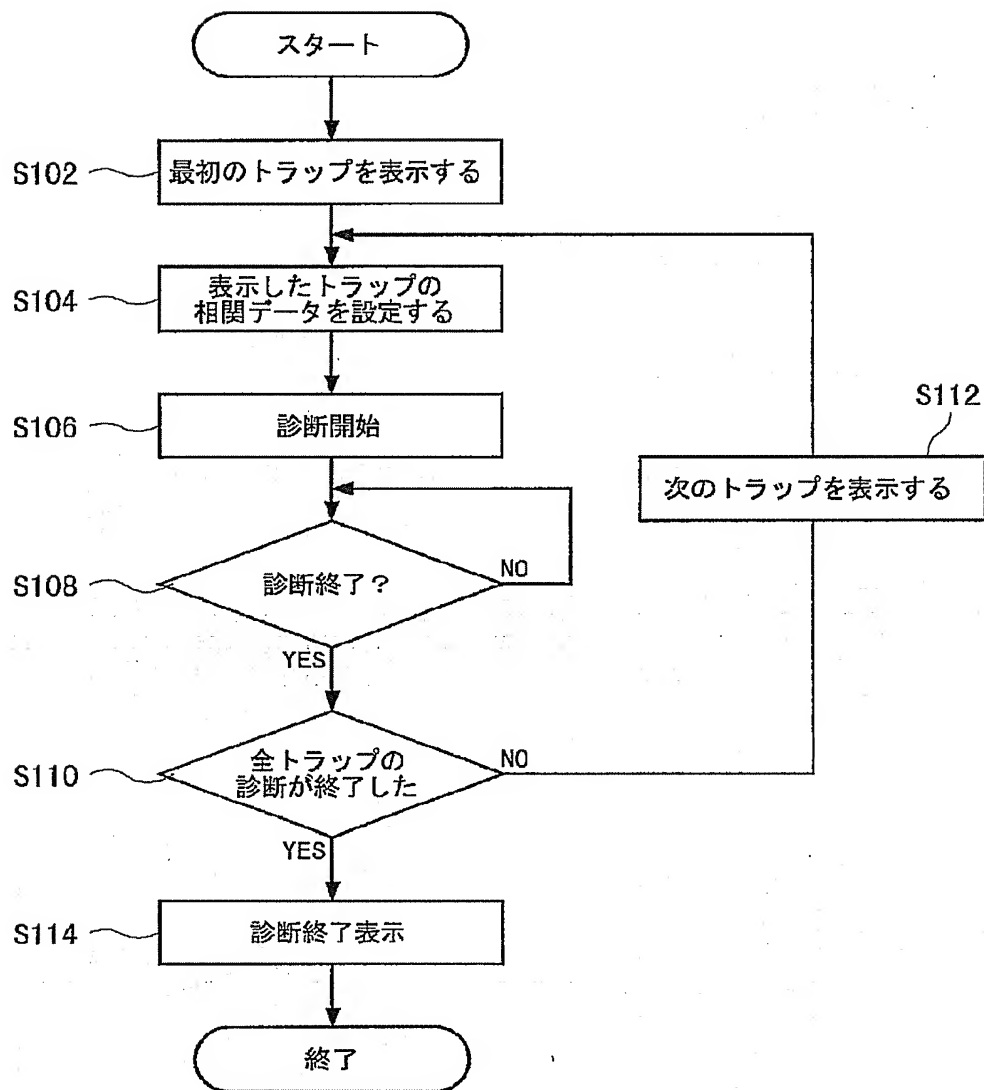 スタート
S102
最初のトラップを表示する
S104
表示したトラップの
相関データを設定する
S106
診断開始
S112
次のトラップを表示する
S108
診断終了？
NO
YES
S110
全トラップの
診断が終了した
NO
YES
S114
診断終了表示
終了